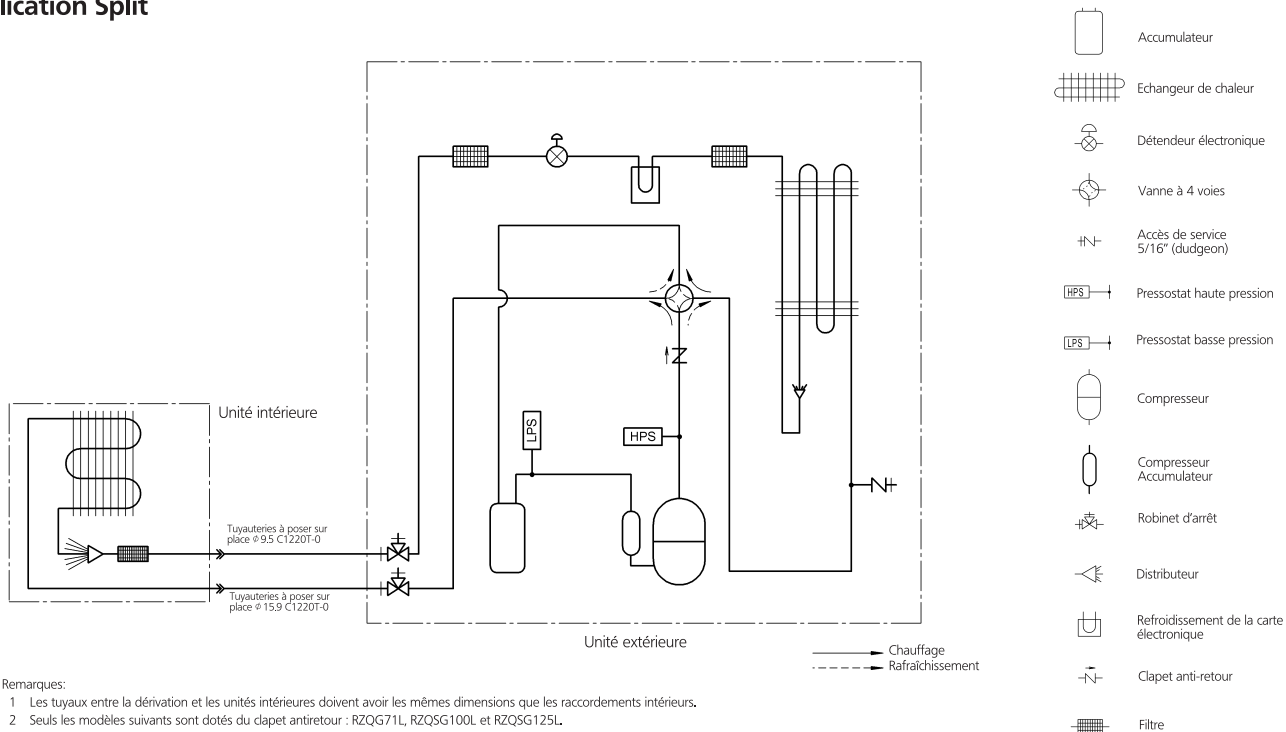 lication Split
Accumulateur
Echangeur de chaleur
Détendeur électronique
Vanne à 4 voies
Accès de service
5/16" (dudgeon)
HPS
Pressostat haute pression
LPS
Pressostat basse pression
Compresseur
Compresseur
Accumulateur
Robinet d'arrêt
Distributeur
Refroidissement de la carte
électronique
Clapet anti-retour
Filtre
LPS
HPS
Unité intérieure
Tuyauteries à poser sur
place ⌀ 9.5 C1220T-0
Tuyauteries à poser sur
place ⌀ 15.9 C1220T-0
Unité extérieure
Chauffage
Rafraîchissement
Remarques:
1 Les tuyaux entre la dérivation et les unités intérieures doivent avoir les mêmes dimensions que les raccordements intérieurs.
2 Seuls les modèles suivants sont dotés du clapet antiretour : RZQG71L, RZQSG100L et RZQSG125L.